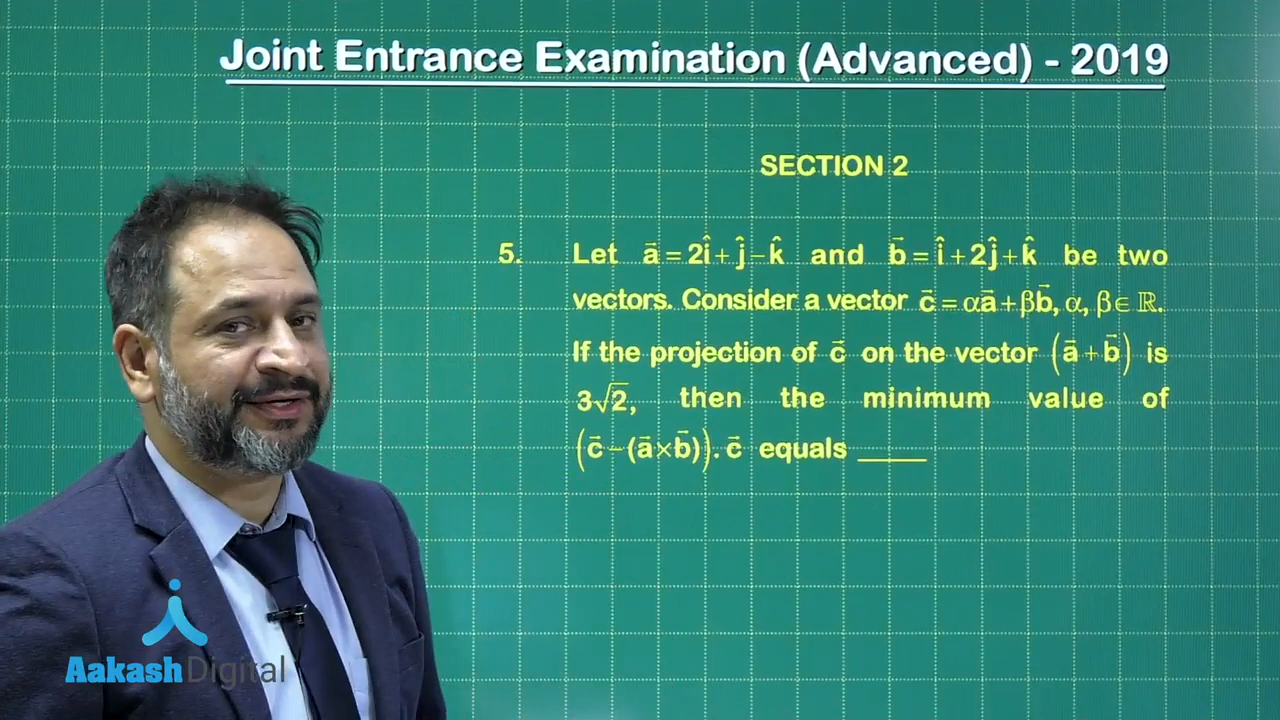 Joint Entrance Examination (Advanced) - 2019
SECTION 2
5. Let a⃗ = 2î + ĵ − k̂ and b⃗ = î + 2ĵ + k̂ be two
vectors. Consider a vector c⃗ = αa⃗ + βb⃗, α, β ∈ ℝ.
If the projection of c⃗ on the vector (a⃗ + b⃗) is
3√2, then the minimum value of
(c⃗ − (a⃗ × b⃗)). c⃗ equals _____
Aakash Digital